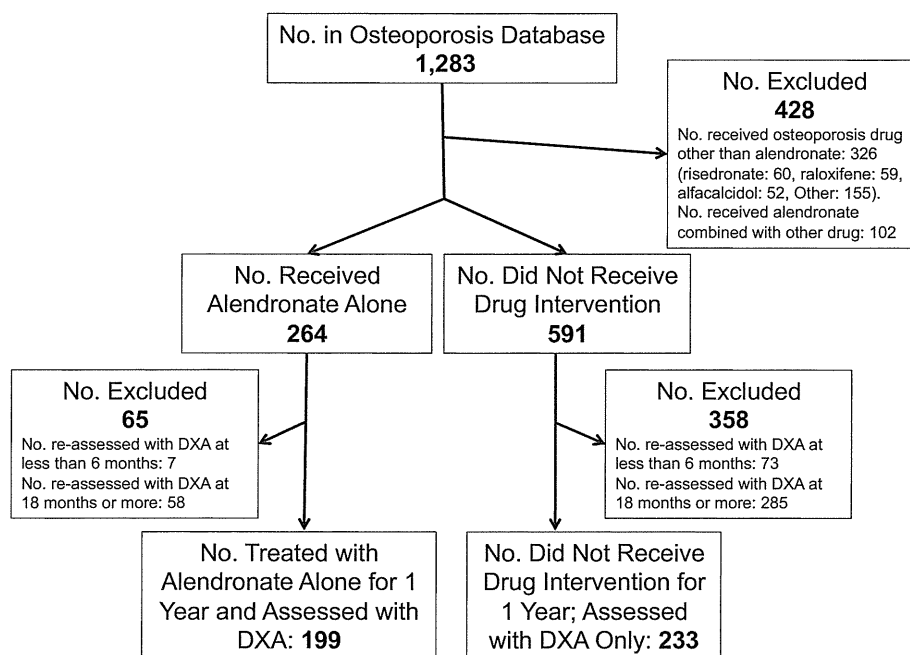 No. in Osteoporosis Database
1,283
No. Excluded
428
No. received osteoporosis drug
other than alendronate: 326
(risedronate: 60, raloxifene: 59,
alfacalcidol: 52, Other: 155).
No. received alendronate
combined with other drug: 102
No. Received
Alendronate Alone
264
No. Did Not Receive
Drug Intervention
591
No. Excluded
65
No. re-assessed with DXA at
less than 6 months: 7
No. re-assessed with DXA at
18 months or more: 58
No. Excluded
358
No. re-assessed with DXA at
less than 6 months: 73
No. re-assessed with DXA at
18 months or more: 285
No. Treated with
Alendronate Alone for 1
Year and Assessed with
DXA: 199
No. Did Not Receive
Drug Intervention for
1 Year; Assessed
with DXA Only: 233